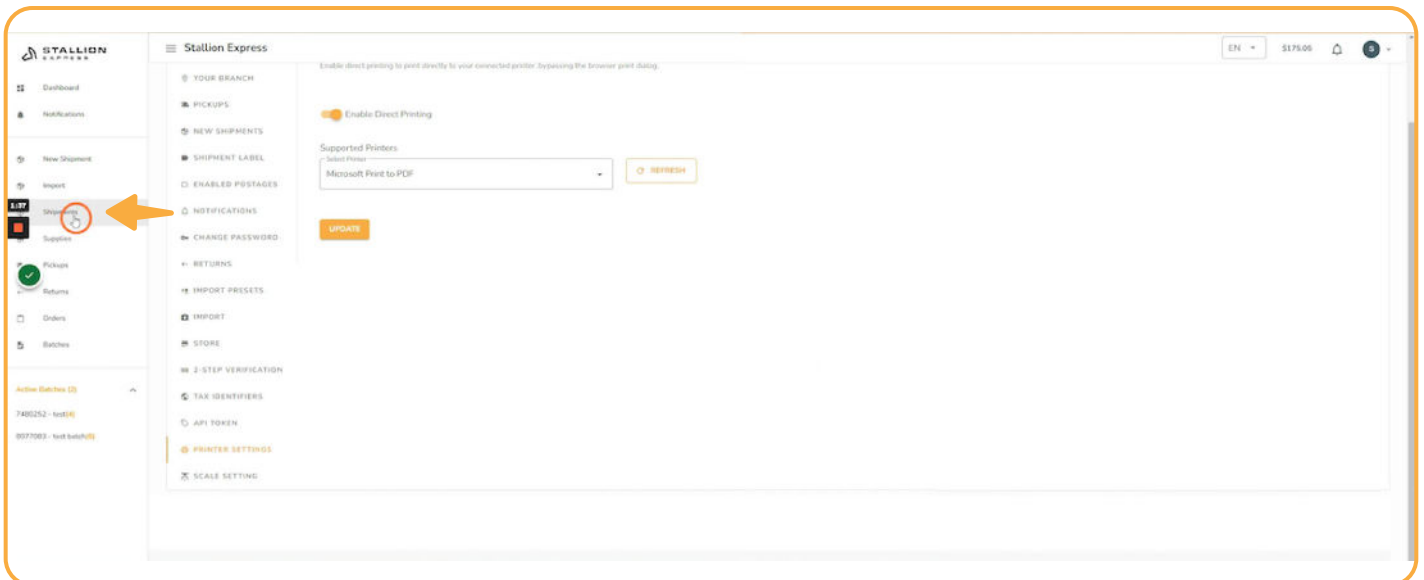 STALLION
EXPRESS
Stallion Express
EN
$175.05
S
Dashboard
Notifications
New Shipment
Import
1:37
Shipments
Supplies
Pickups
Returns
Orders
Batches
Active Batches (2)
7480252 - test(4)
8077083 - test batch(5)
YOUR BRANCH
PICKUPS
NEW SHIPMENTS
SHIPMENT LABEL
ENABLED POSTAGES
NOTIFICATIONS
CHANGE PASSWORD
RETURNS
IMPORT PRESETS
IMPORT
STORE
2-STEP VERIFICATION
TAX IDENTIFIERS
API TOKEN
PRINTER SETTINGS
SCALE SETTING
Enable direct printing to print directly to your connected printer, bypassing the browser print dialog.
Enable Direct Printing
Supported Printers
Select Printer
Microsoft Print to PDF
REFRESH
UPDATE